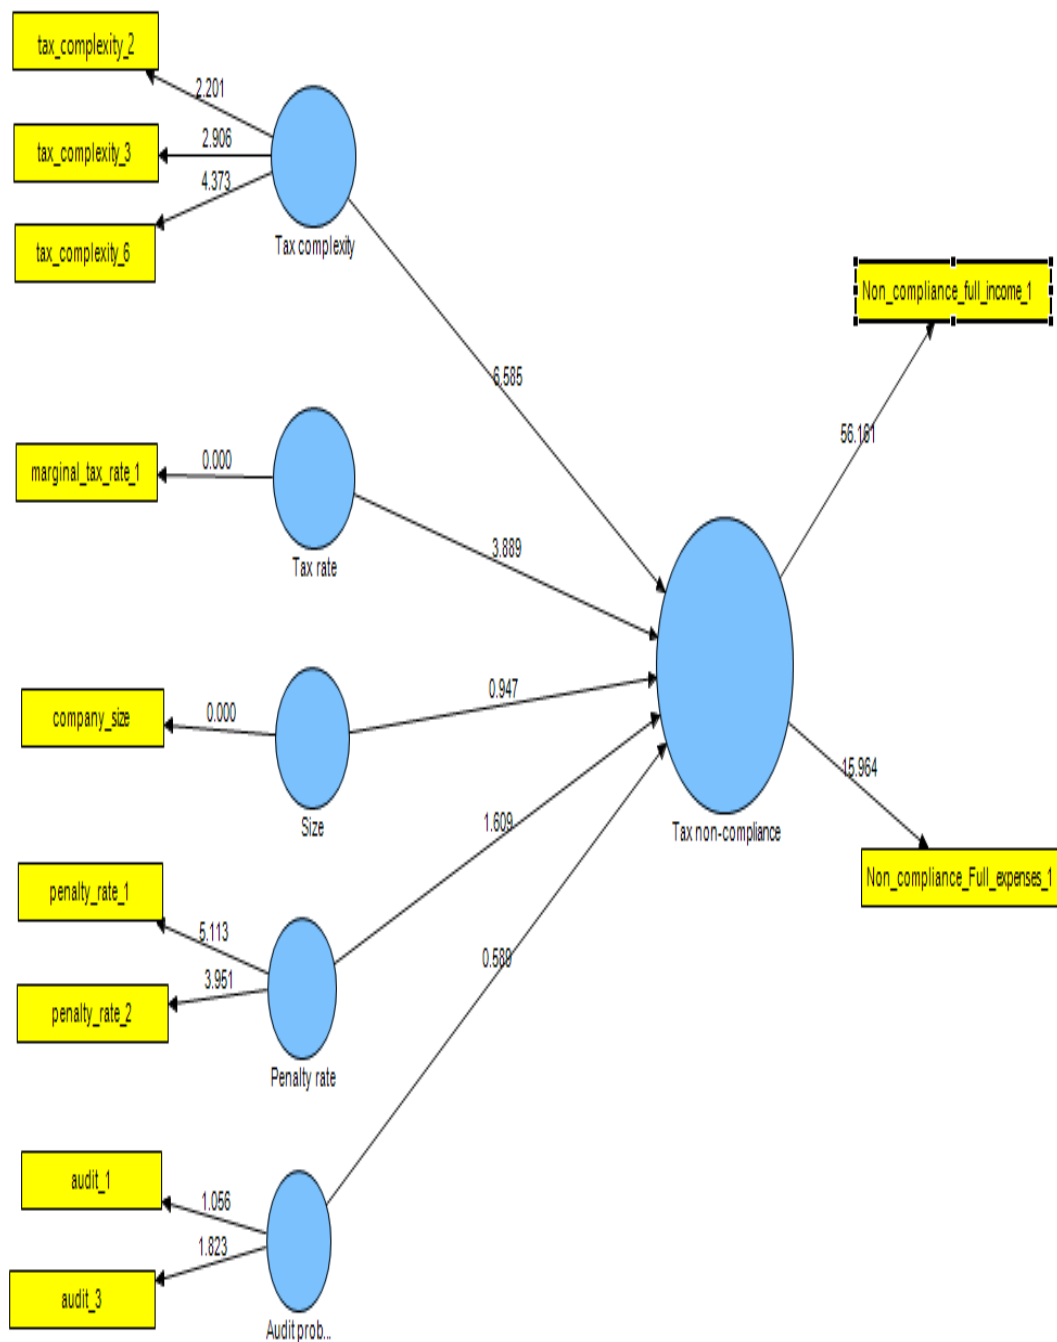 tax_complexity_2
2.201
tax_complexity_3
2.906
4.373
tax_complexity_6
Tax complexity
Non_compliance_full_income_1
6.585
56.161
marginal_tax_rate_1
0.000
Tax rate
3.889
company_size
0.000
0.947
Size
15.964
Tax non-compliance
1.609
Non_compliance_Full_expenses_1
penalty_rate_1
5.113
3.951
penalty_rate_2
0.589
Penalty rate
audit_1
1.056
1.823
audit_3
Audit prob...